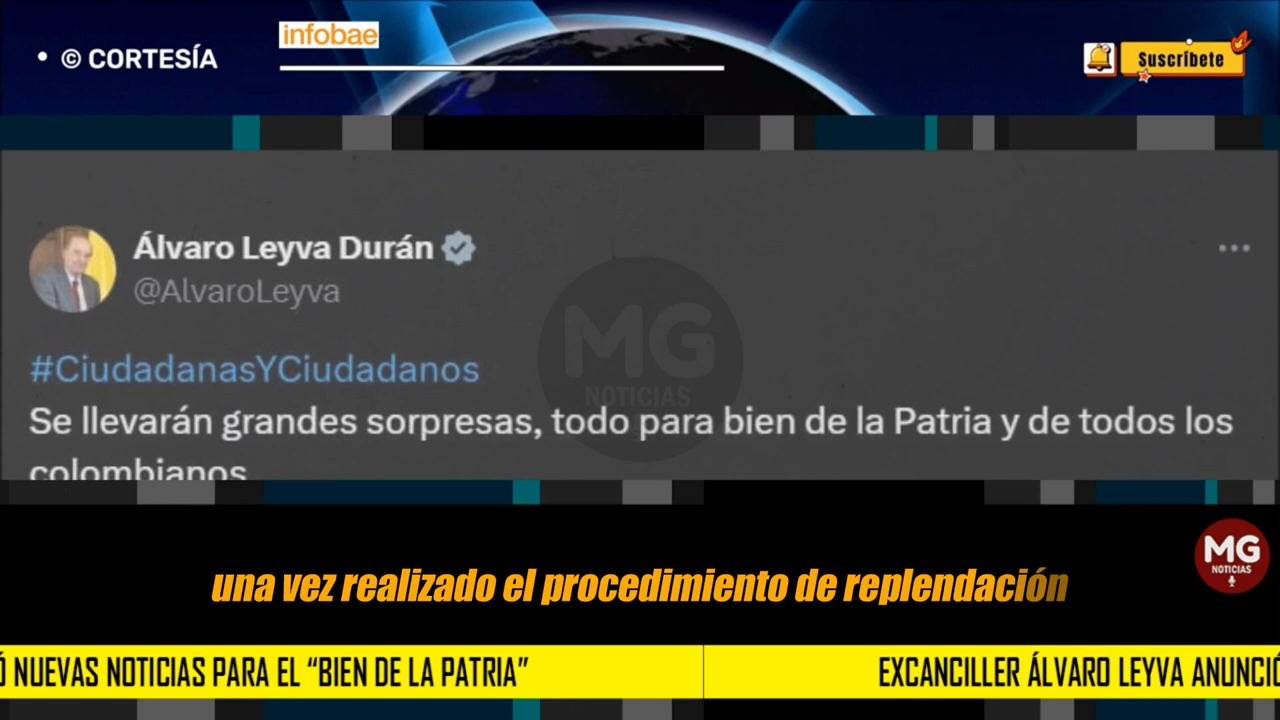 infobae
• © CORTESÍA
Suscríbete
Álvaro Leyva Durán
@AlvaroLeyva
#CiudadanasYCiudadanos
Se llevarán grandes sorpresas, todo para bien de la Patria y de todos los
colombianos
MG
NOTICIAS
una vez realizado el procedimiento de replendación
MG
NOTICIAS
Ó NUEVAS NOTICIAS PARA EL “BIEN DE LA PATRIA”
EXCANCILLER ÁLVARO LEYVA ANUNCIÓ